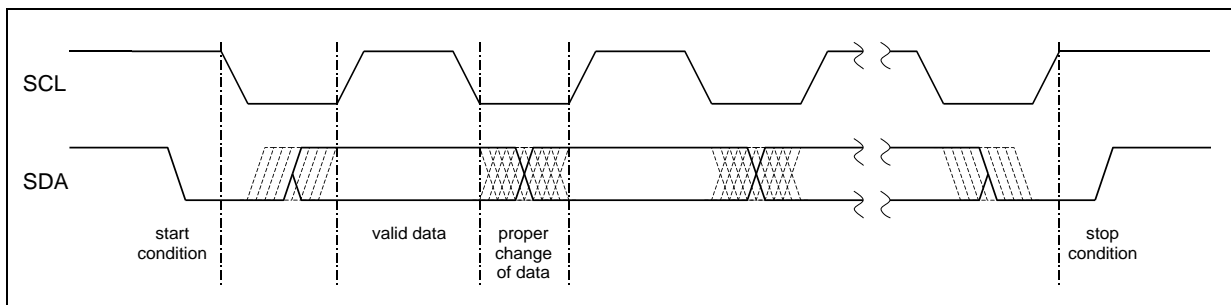 SCL
SDA
start
condition
valid data
proper
change
of data
stop
condition